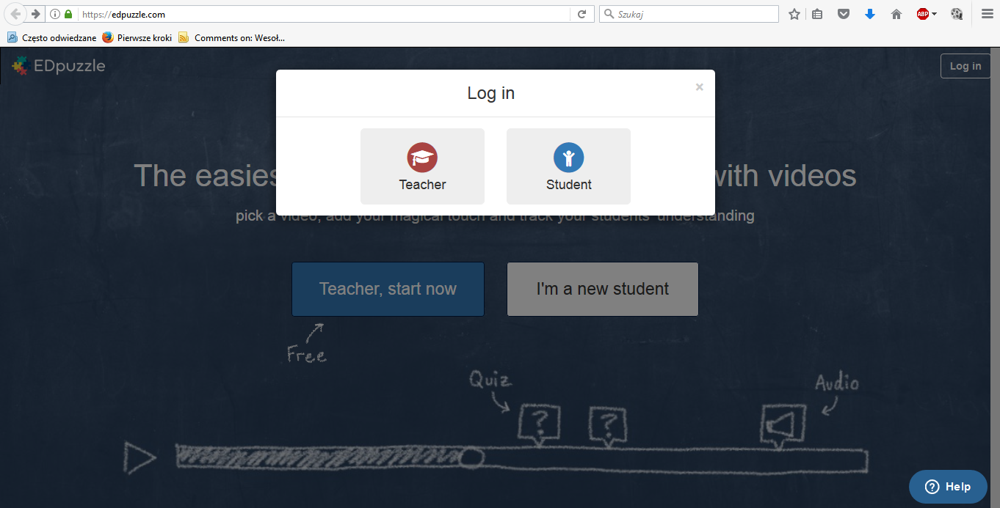 https://edpuzzle.com
Szukaj
ABP
Często odwiedzane
Pierwsze kroki
Comments on: Wesoł...
EDpuzzle
Log in
Log in
×
Teacher
Student
The easies
with videos
pick a video, add your magical touch and track your students' understanding
Teacher, start now
I'm a new student
Free
Quiz
Audio
?
?
Help